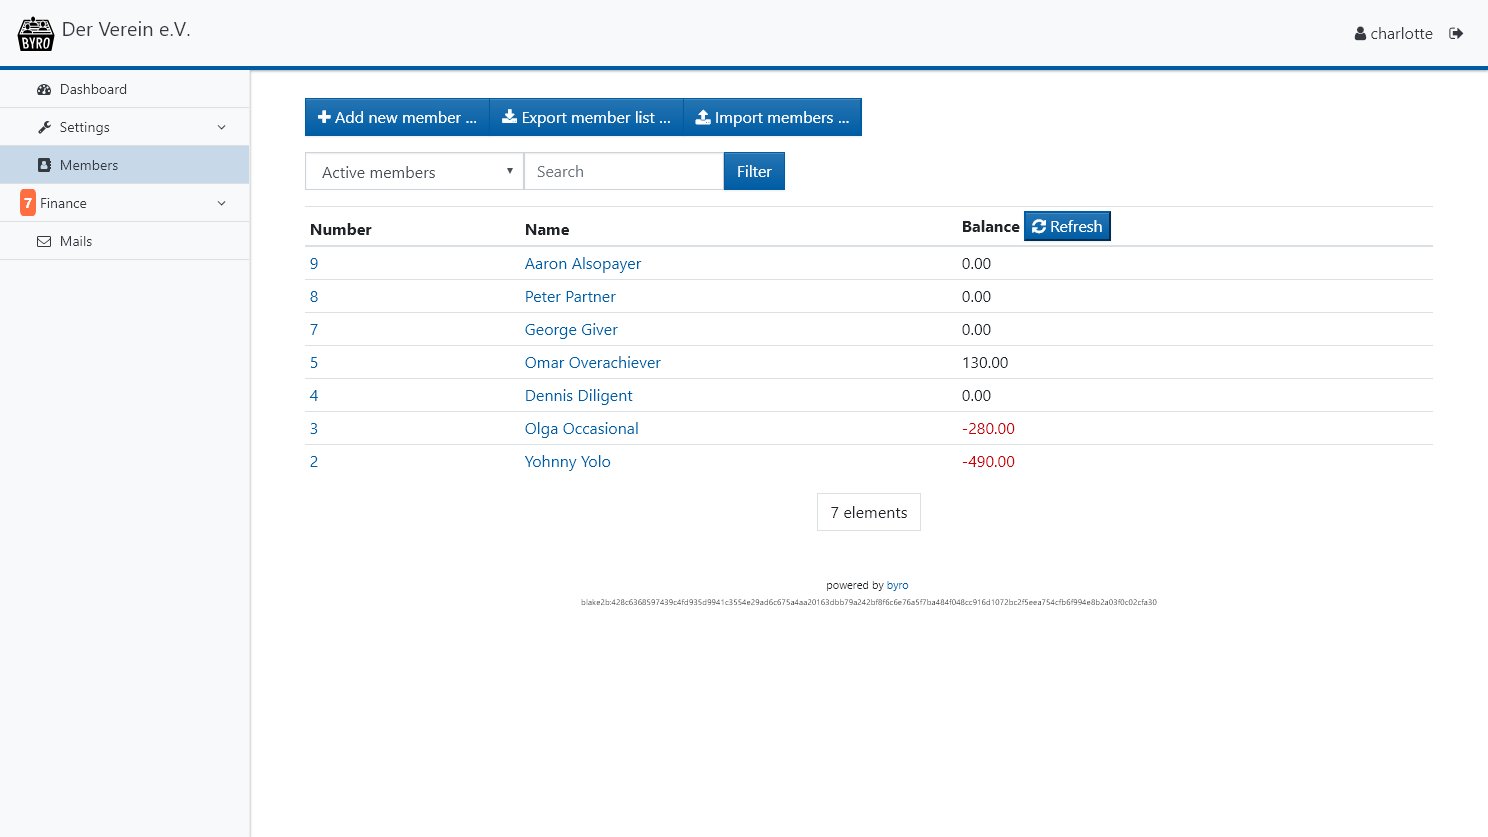 BYRO Der Verein e.V.
charlotte
Dashboard
Settings
Members
7 Finance
Mails
Add new member ... Export member list ... Import members ...
Active members Search Filter
Number Name Balance Refresh
9 Aaron Alsopayer 0.00
8 Peter Partner 0.00
7 George Giver 0.00
5 Omar Overachiever 130.00
4 Dennis Diligent 0.00
3 Olga Occasional -280.00
2 Yohnny Yolo -490.00
7 elements
powered by byro